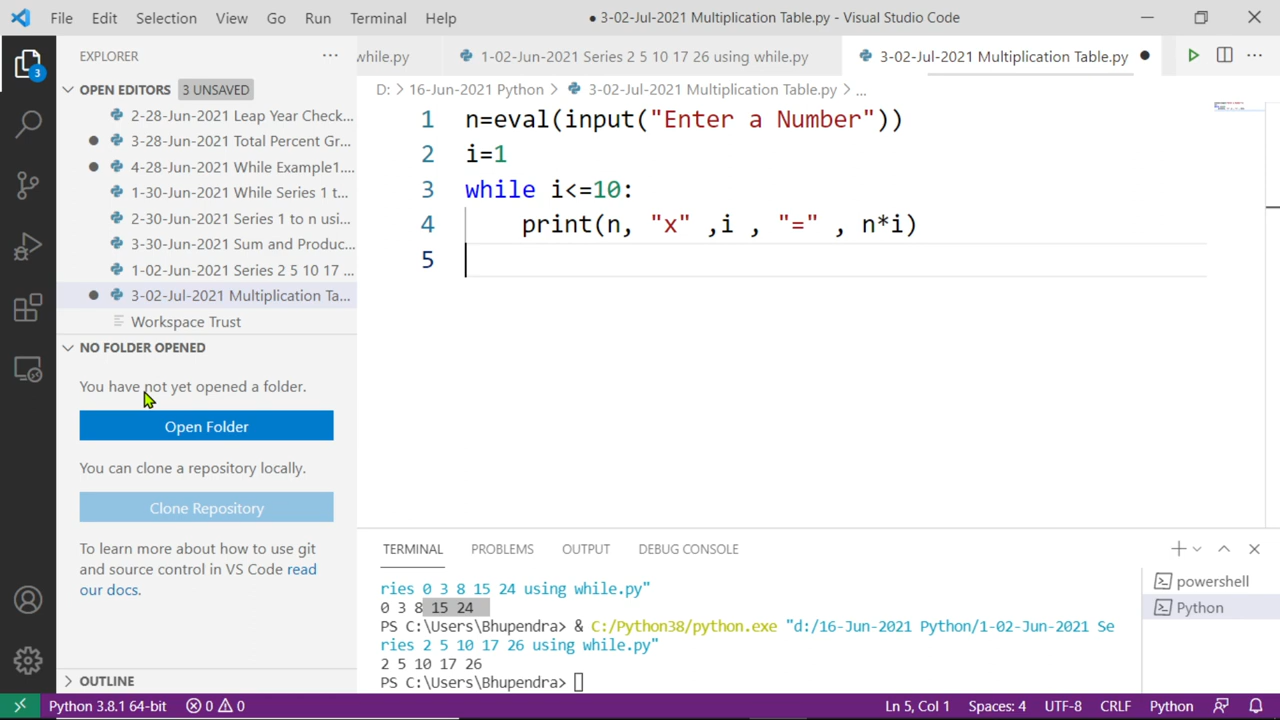 File Edit Selection View Go Run Terminal Help ● 3-02-Jul-2021 Multiplication Table.py - Visual Studio Code
EXPLORER ···
while.py 1-02-Jun-2021 Series 2 5 10 17 26 using while.py 3-02-Jul-2021 Multiplication Table.py ●
OPEN EDITORS 3 UNSAVED
D: > 16-Jun-2021 Python > 3-02-Jul-2021 Multiplication Table.py > ...
3
2-28-Jun-2021 Leap Year Check...
3-28-Jun-2021 Total Percent Gr...
4-28-Jun-2021 While Example1....
1-30-Jun-2021 While Series 1 t...
2-30-Jun-2021 Series 1 to n usi...
3-30-Jun-2021 Sum and Produc...
1-02-Jun-2021 Series 2 5 10 17 ...
3-02-Jul-2021 Multiplication Ta...
Workspace Trust
NO FOLDER OPENED
You have not yet opened a folder.
Open Folder
You can clone a repository locally.
Clone Repository
To learn more about how to use git
and source control in VS Code read
our docs.
OUTLINE
1 n=eval(input("Enter a Number"))
2 i=1
3 while i<=10:
4 print(n, "x" ,i , "=" , n*i)
5
TERMINAL PROBLEMS OUTPUT DEBUG CONSOLE
ries 0 3 8 15 24 using while.py"
0 3 8 15 24
PS C:\Users\Bhupendra> & C:/Python38/python.exe "d:/16-Jun-2021 Python/1-02-Jun-2021 Se
ries 2 5 10 17 26 using while.py"
2 5 10 17 26
PS C:\Users\Bhupendra>
powershell
Python
Python 3.8.1 64-bit 0 0 Ln 5, Col 1 Spaces: 4 UTF-8 CRLF Python